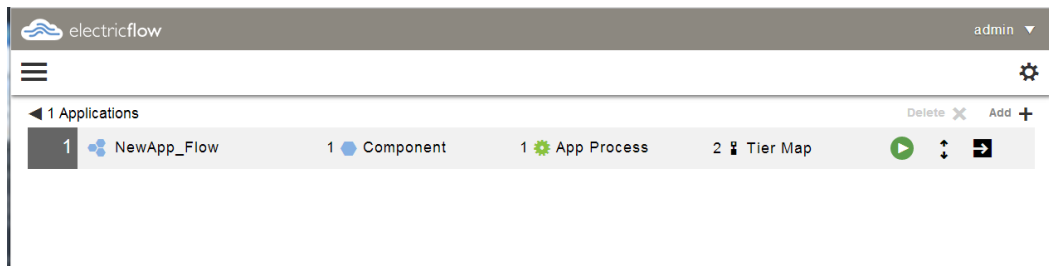 electricflow admin
1 Applications Delete Add
1 NewApp_Flow 1 Component 1 App Process 2 Tier Map